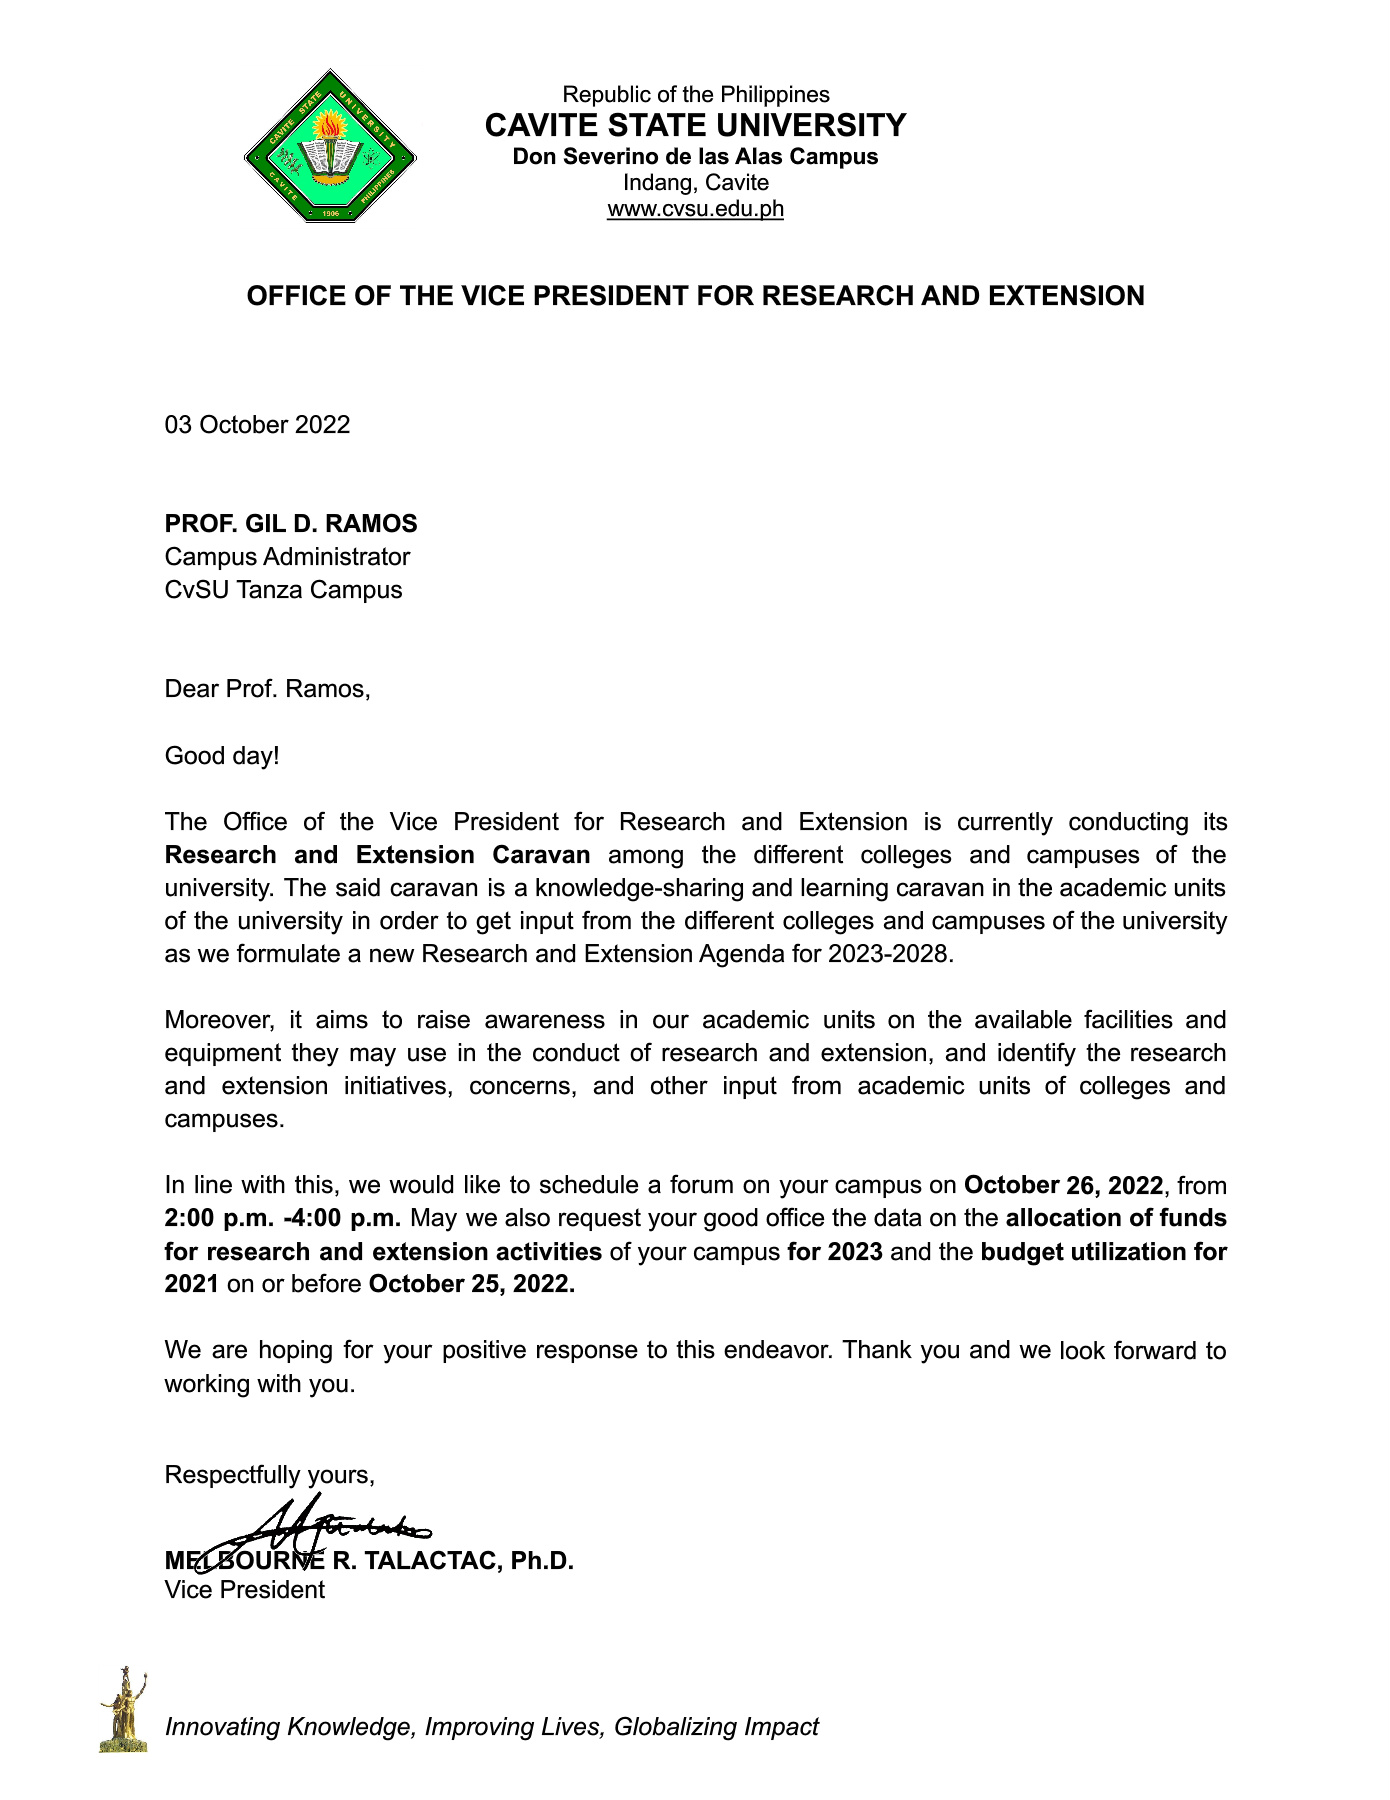 CAVITE STATE UNIVERSITY
CAVITE
PHILIPPINES
1906
Republic of the Philippines
CAVITE STATE UNIVERSITY
Don Severino de las Alas Campus
Indang, Cavite
www.cvsu.edu.ph
OFFICE OF THE VICE PRESIDENT FOR RESEARCH AND EXTENSION
03 October 2022
PROF. GIL D. RAMOS
Campus Administrator
CvSU Tanza Campus
Dear Prof. Ramos,
Good day!
The Office of the Vice President for Research and Extension is currently conducting its
Research and Extension Caravan among the different colleges and campuses of the
university. The said caravan is a knowledge-sharing and learning caravan in the academic units
of the university in order to get input from the different colleges and campuses of the university
as we formulate a new Research and Extension Agenda for 2023-2028.
Moreover, it aims to raise awareness in our academic units on the available facilities and
equipment they may use in the conduct of research and extension, and identify the research
and extension initiatives, concerns, and other input from academic units of colleges and
campuses.
In line with this, we would like to schedule a forum on your campus on October 26, 2022, from
2:00 p.m. -4:00 p.m. May we also request your good office the data on the allocation of funds
for research and extension activities of your campus for 2023 and the budget utilization for
2021 on or before October 25, 2022.
We are hoping for your positive response to this endeavor. Thank you and we look forward to
working with you.
Respectfully yours,
MELBOURNE R. TALACTAC, Ph.D.
Vice President
Innovating Knowledge, Improving Lives, Globalizing Impact